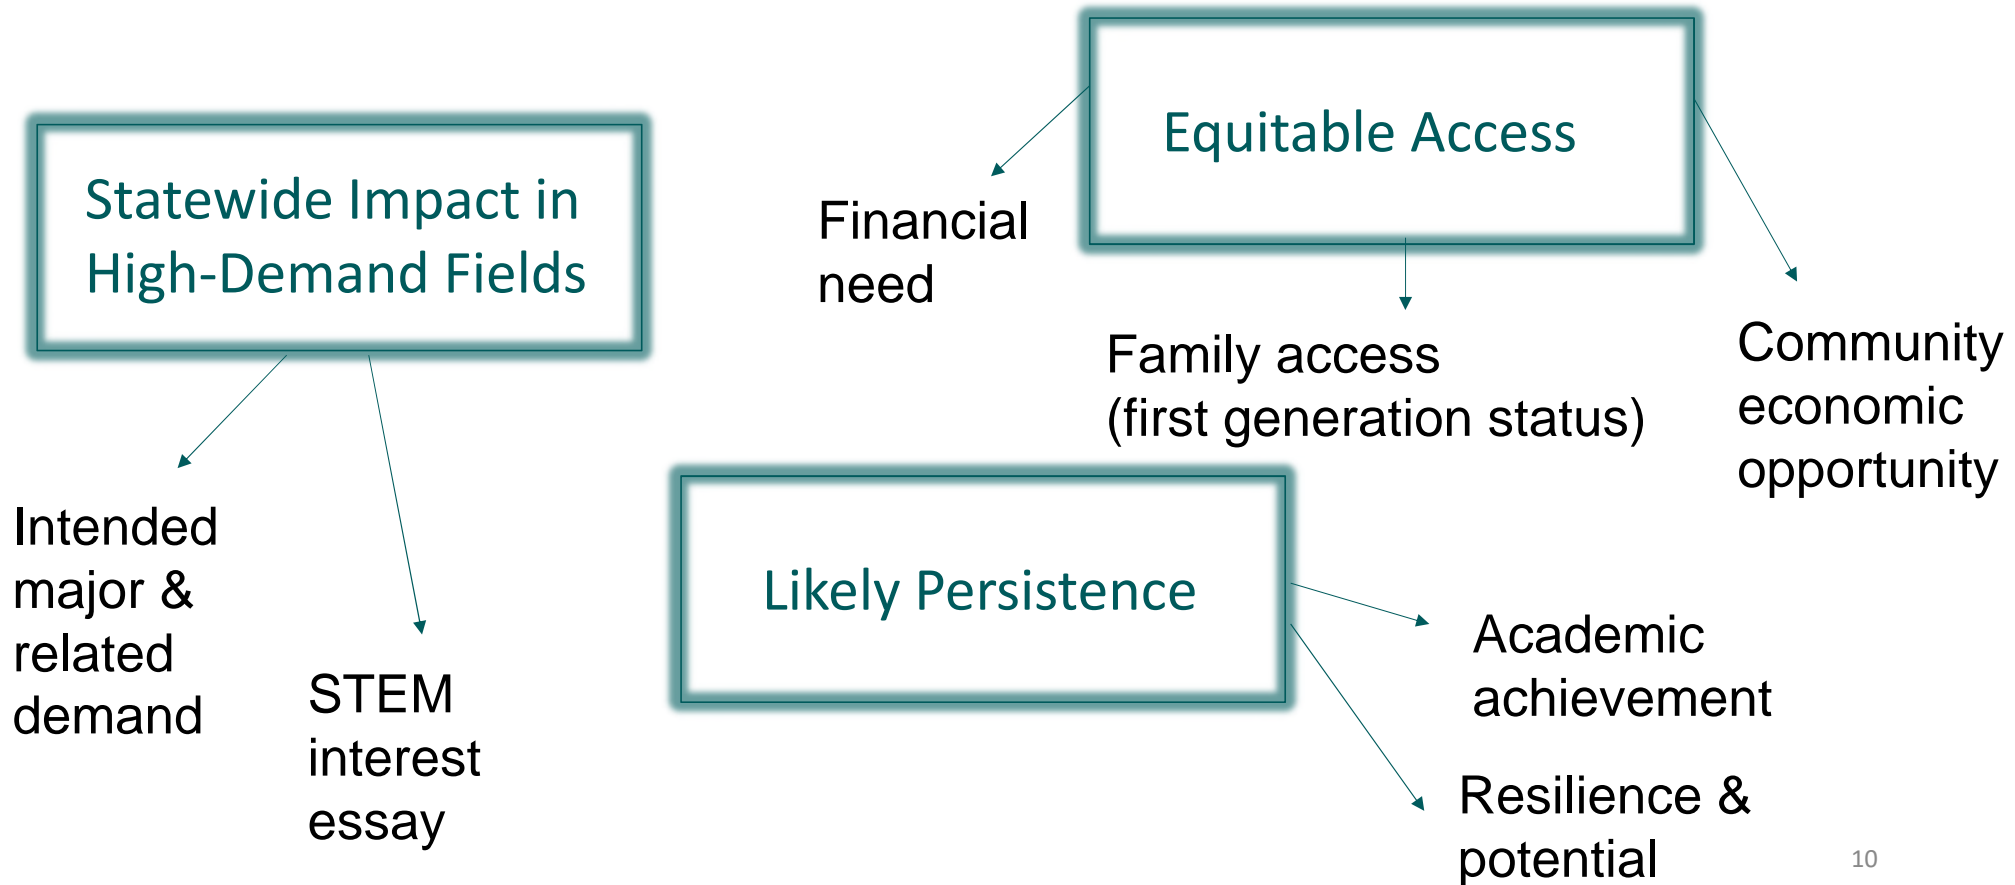 Statewide Impact in
High-Demand Fields
Intended
major &
related
demand
STEM
interest
essay
Equitable Access
Financial
need
Family access
(first generation status)
Community
economic
opportunity
Likely Persistence
Academic
achievement
Resilience &
potential
10